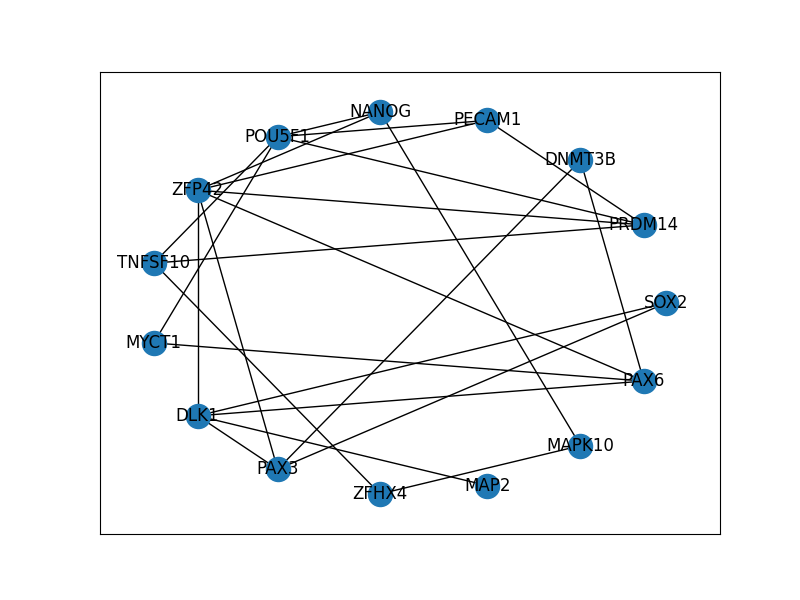 NANOG
PECAM1
POU5F1
DNMT3B
ZFP42
PRDM14
TNFSF10
SOX2
MYCT1
PAX6
DLK1
MAPK10
PAX3
MAP2
ZFHX4